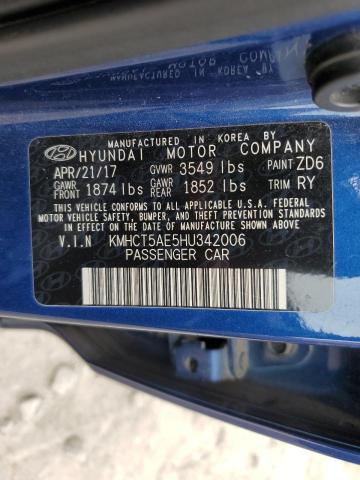 MANUFACTURED IN KOREA BY
HYUNDAI MOTOR COMPANY
APR/21/17 GVWR 3549 lbs PAINT ZD6
GAWR FRONT 1874 lbs GAWR REAR 1852 lbs TRIM RY
THIS VEHICLE CONFORMS TO ALL APPLICABLE U.S.A. FEDERAL
MOTOR VEHICLE SAFETY, BUMPER, AND THEFT PREVENTION
STANDARDS IN EFFECT ON THE DATE OF MANUFACTURE SHOWN ABOVE.
V.I.N KMHCT5AE5HU342006
PASSENGER CAR